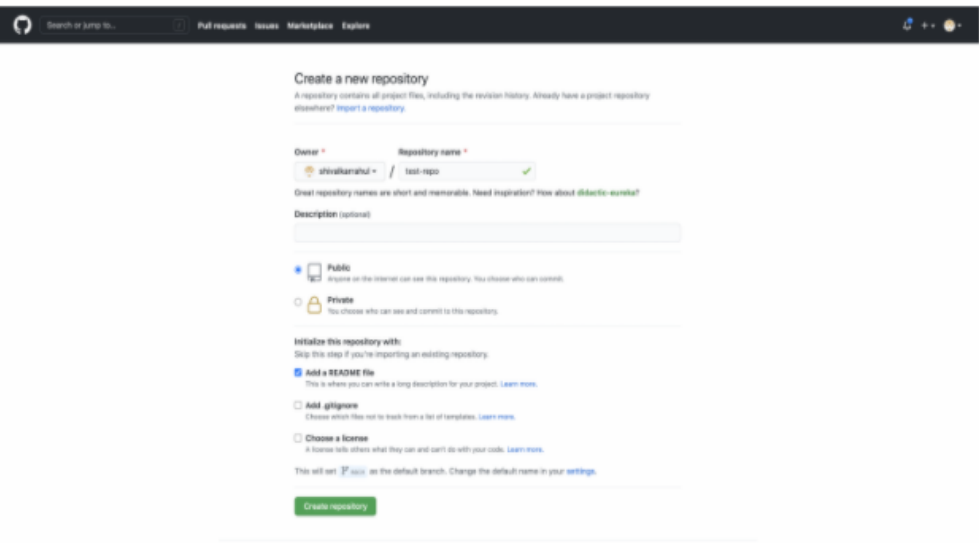 Search or jump to...
/
Pull requests Issues Marketplace Explore
Create a new repository
A repository contains all project files, including the revision history. Already have a project repository
elsewhere? Import a repository.
Owner * Repository name *
shivalkarrahul / test-repo
Great repository names are short and memorable. Need inspiration? How about didactic-eureka?
Description (optional)
Public
Anyone on the internet can see this repository. You choose who can commit.
Private
You choose who can see and commit to this repository.
Initialize this repository with:
Skip this step if you're importing an existing repository.
Add a README file
This is where you can write a long description for your project. Learn more.
Add .gitignore
Choose which files not to track from a list of templates. Learn more.
Choose a license
A license tells others what they can and can't do with your code. Learn more.
This will set main as the default branch. Change the default name in your settings.
Create repository